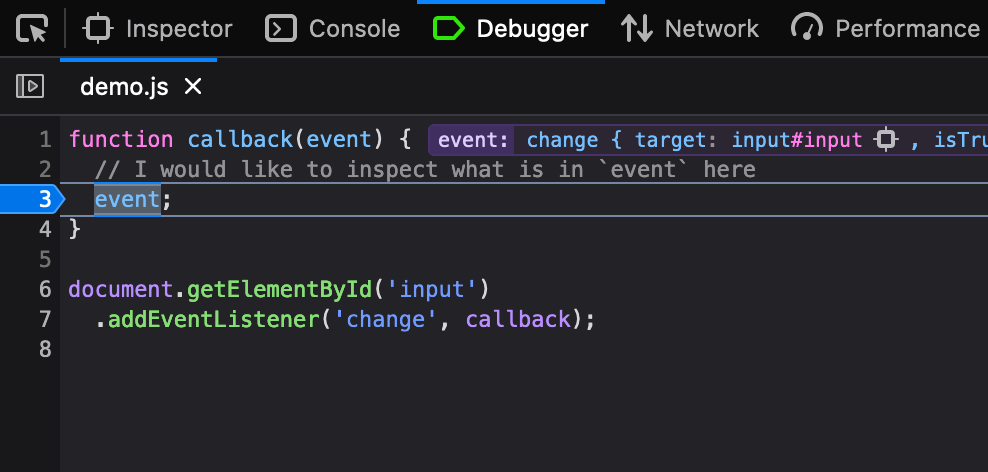 Inspector Console Debugger Network Performance
demo.js
1 function callback(event) { event: change { target: input#input , isTru
2 // I would like to inspect what is in `event` here
3 event;
4 }
5
6 document.getElementById('input')
7 .addEventListener('change', callback);
8